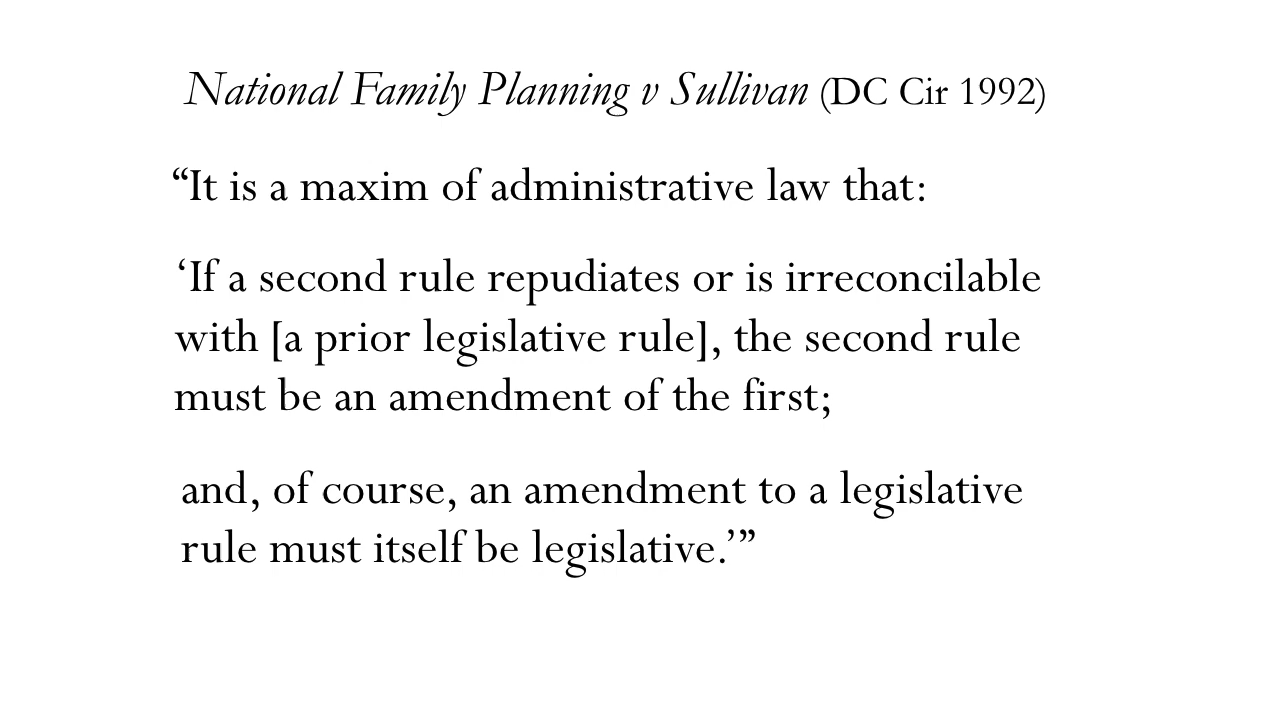 National Family Planning v Sullivan (DC Cir 1992)
“It is a maxim of administrative law that:
‘If a second rule repudiates or is irreconcilable
with [a prior legislative rule], the second rule
must be an amendment of the first;
and, of course, an amendment to a legislative
rule must itself be legislative.’”